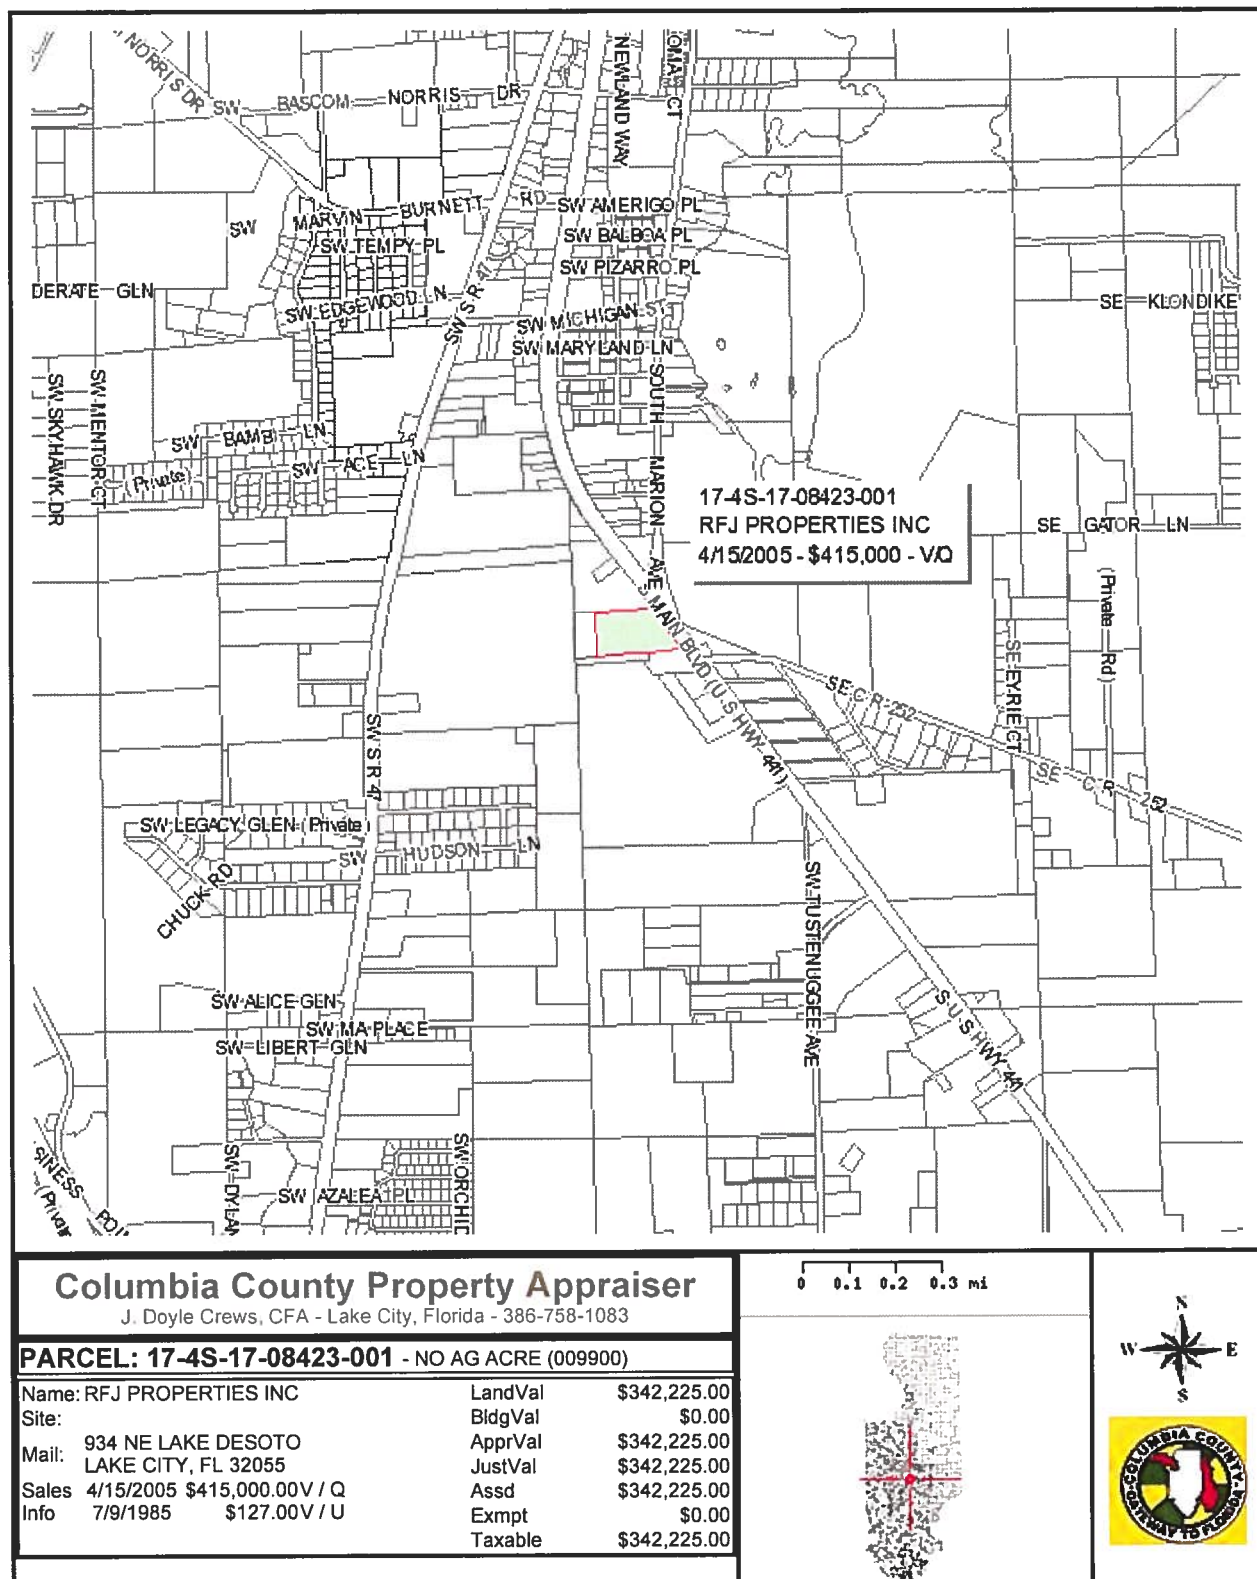 NORRIS DR
SW BASCOM NORRIS DR
NEWLAND WAY
OMA CT
SW MARVIN BURNETT RD
SW AMERIGO PL
SW TEMPY PL
SW BALBOA PL
SW PIZARRO PL
DERATE GLN
SW EDGEWOOD LN
SW S R 47
SW MICHIGAN ST
SE KLONDIKE
SW MARYLAND LN
SW SKYHAWK DR
SW MENTOR CT
SOUTH MARION AVE
SW BAMBI LN
SW ACE LN
(Private)
17-4S-17-08423-001
RFJ PROPERTIES INC
4/15/2005 - $415,000 - V/Q
SE GATOR LN
(Private Rd)
S MAIN BLVD (U S HWY 441)
SE C R 252
SE EYRIE CT
SW S R 47
SE C R 252
SW LEGACY GLEN (Private)
SW HUDSON LN
CHUCK RD
SW TUSTENUGGEE AVE
SW ALICE GLN
S U S HWY 441
SW MA PLACE
SW LIBERT GLN
SINESS POI
(Privat
SW DYLAN
SW AZALEA PL
SW ORCHID
Columbia County Property Appraiser
J. Doyle Crews, CFA - Lake City, Florida - 386-758-1083
PARCEL: 17-4S-17-08423-001 - NO AG ACRE (009900)
Name: RFJ PROPERTIES INC
Site:
Mail: 934 NE LAKE DESOTO
LAKE CITY, FL 32055
Sales Info
4/15/2005 $415,000.00 V / Q
7/9/1985 $127.00 V / U
LandVal $342,225.00
BldgVal $0.00
ApprVal $342,225.00
JustVal $342,225.00
Assd $342,225.00
Exmpt $0.00
Taxable $342,225.00
0 0.1 0.2 0.3 mi
N
W E
S
COLUMBIA COUNTY
GATEWAY TO FLORIDA